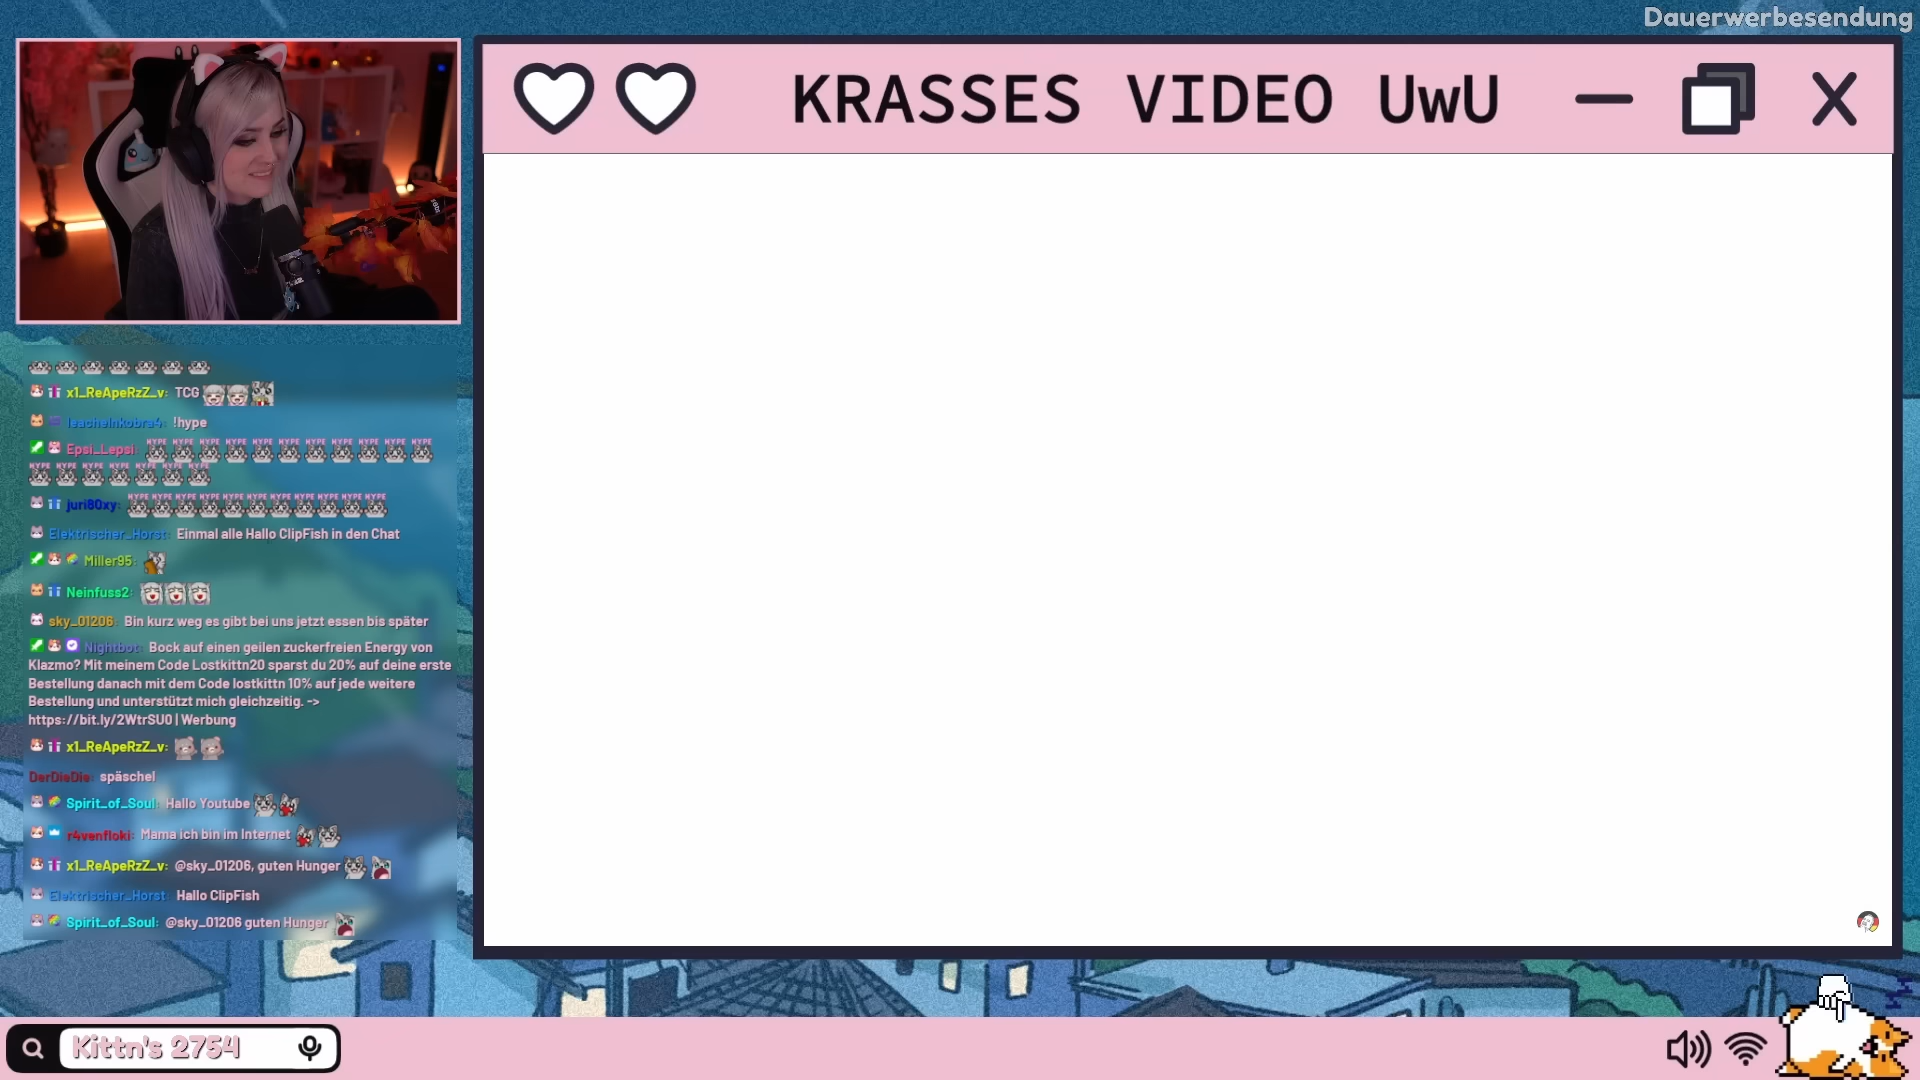 Dauerwerbesendung
KRASSES VIDEO UwU
x1_ReApeRzZ_v: TCG
!hype
Epsi_Lepsi:
juri80xy:
Elektrischer_Horst: Einmal alle Hallo ClipFish in den Chat
Miller95:
Neinfuss2:
sky_01206: Bin kurz weg es gibt bei uns jetzt essen bis später
Nightbot: Bock auf einen geilen zuckerfreien Energy von
Klazmo? Mit meinem Code Lostkittn20 sparst du 20% auf deine erste
Bestellung danach mit dem Code lostkittn 10% auf jede weitere
Bestellung und unterstützt mich gleichzeitig. ->
https://bit.ly/2WtrSU0 | Werbung
x1_ReApeRzZ_v:
DerDieDie: späschel
Spirit_of_Soul: Hallo Youtube
r4venfloki: Mama ich bin im Internet
x1_ReApeRzZ_v: @sky_01206, guten Hunger
Elektrischer_Horst: Hallo ClipFish
Spirit_of_Soul: @sky_01206 guten Hunger
Kittn's 2754